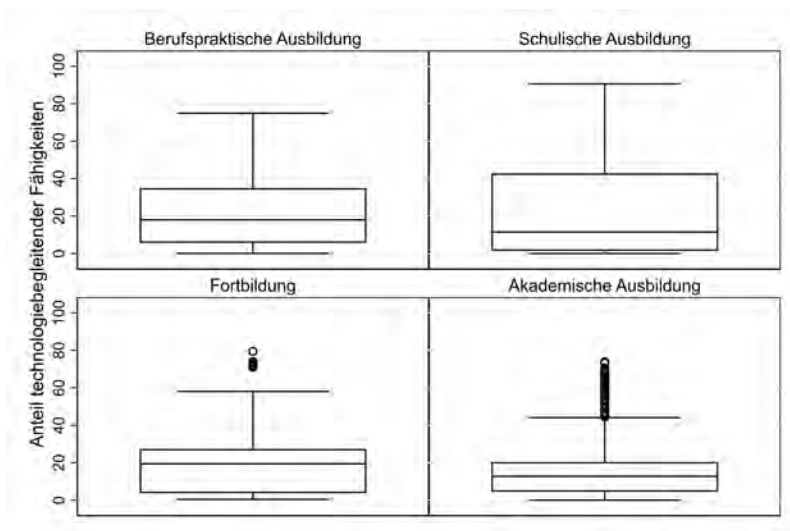 Berufspraktische Ausbildung
Schulische Ausbildung
Anteil technologiebegleitender Fähigkeiten
100
80
60
40
20
0
Fortbildung
Akademische Ausbildung
100
80
60
40
20
0